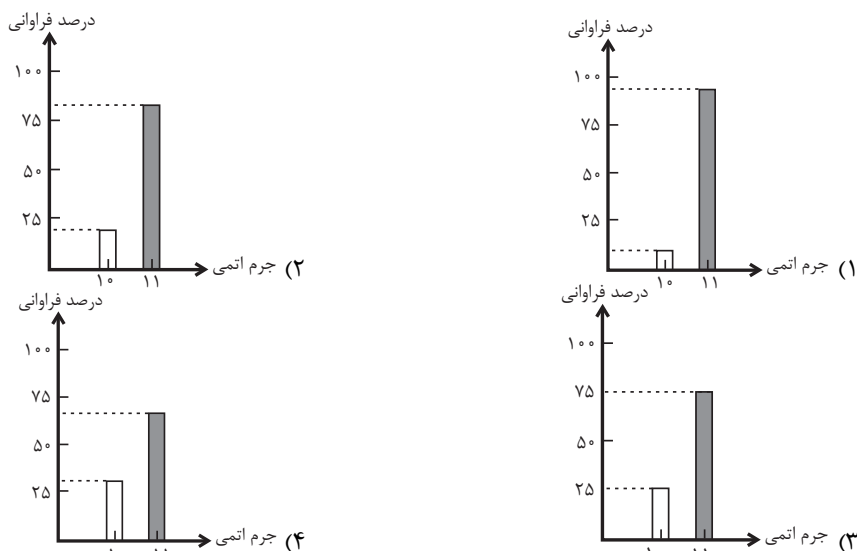 درصد فراوانی
۱۰۰
۷۵
۵۰
۲۵
۱۰ ۱۱
۱) جرم اتمی
درصد فراوانی
۱۰۰
۷۵
۵۰
۲۵
۱۰ ۱۱
۲) جرم اتمی
درصد فراوانی
۱۰۰
۷۵
۵۰
۲۵
۳) جرم اتمی
درصد فراوانی
۱۰۰
۷۵
۵۰
۲۵
۴) جرم اتمی